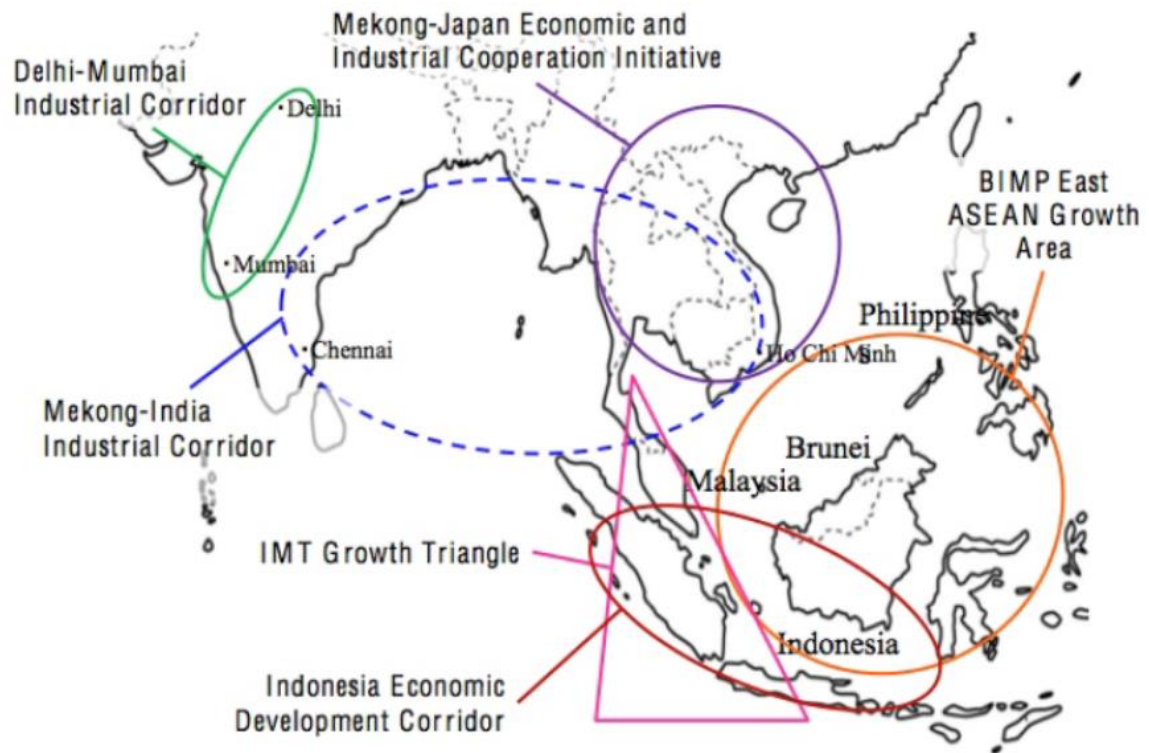 Mekong-Japan Economic and
Industrial Cooperation Initiative
Delhi-Mumbai
Industrial Corridor
Delhi
BIMP East
ASEAN Growth
Area
Mumbai
Philippines
Chennai
Ho Chi Minh
Mekong-India
Industrial Corridor
Brunei
Malaysia
IMT Growth Triangle
Indonesia
Indonesia Economic
Development Corridor